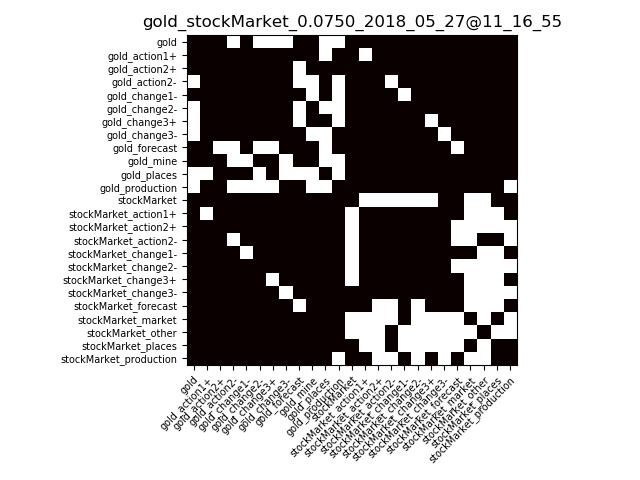 gold_stockMarket_0.0750_2018_05_27@11_16_55
gold
gold_action1+
gold_action2+
gold_action2-
gold_change1-
gold_change2-
gold_change3+
gold_change3-
gold_forecast
gold_mine
gold_places
gold_production
stockMarket
stockMarket_action1+
stockMarket_action2+
stockMarket_action2-
stockMarket_change1-
stockMarket_change2-
stockMarket_change3+
stockMarket_change3-
stockMarket_forecast
stockMarket_market
stockMarket_other
stockMarket_places
stockMarket_production
gold
gold_action1+
gold_action2+
gold_action2-
gold_change1-
gold_change2-
gold_change3+
gold_change3-
gold_forecast
gold_mine
gold_places
gold_production
stockMarket
stockMarket_action1+
stockMarket_action2+
stockMarket_action2-
stockMarket_change1-
stockMarket_change2-
stockMarket_change3+
stockMarket_change3-
stockMarket_forecast
stockMarket_market
stockMarket_other
stockMarket_places
stockMarket_production